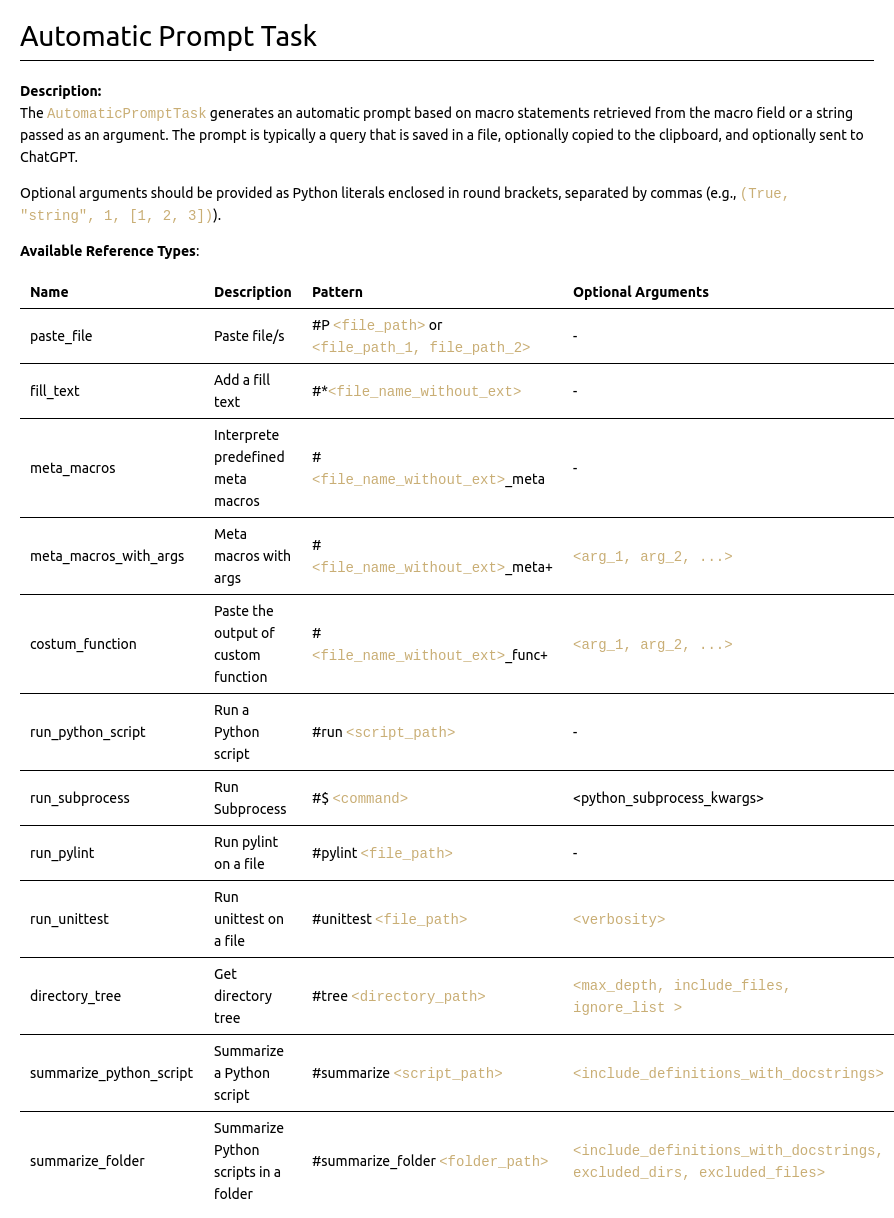 Automatic Prompt Task
Description:
The AutomaticPromptTask generates an automatic prompt based on macro statements retrieved from the macro field or a string
passed as an argument. The prompt is typically a query that is saved in a file, optionally copied to the clipboard, and optionally sent to
ChatGPT.
Optional arguments should be provided as Python literals enclosed in round brackets, separated by commas (e.g., (True,
"string", 1, [1, 2, 3])).
Available Reference Types:
Name Description Pattern Optional Arguments
paste_file Paste file/s #P <file_path> or
<file_path_1, file_path_2> -
fill_text Add a fill
text #*<file_name_without_ext> -
meta_macros Interprete
predefined
meta
macros #
<file_name_without_ext>_meta -
meta_macros_with_args Meta
macros with
args #
<file_name_without_ext>_meta+ <arg_1, arg_2, ...>
costum_function Paste the
output of
custom
function #
<file_name_without_ext>_func+ <arg_1, arg_2, ...>
run_python_script Run a
Python
script #run <script_path> -
run_subprocess Run
Subprocess #$ <command> <python_subprocess_kwargs>
run_pylint Run pylint
on a file #pylint <file_path> -
run_unittest Run
unittest on
a file #unittest <file_path> <verbosity>
directory_tree Get
directory
tree #tree <directory_path> <max_depth, include_files,
ignore_list >
summarize_python_script Summarize
a Python
script #summarize <script_path> <include_definitions_with_docstrings>
summarize_folder Summarize
Python
scripts in a
folder #summarize_folder <folder_path> <include_definitions_with_docstrings,
excluded_dirs, excluded_files>